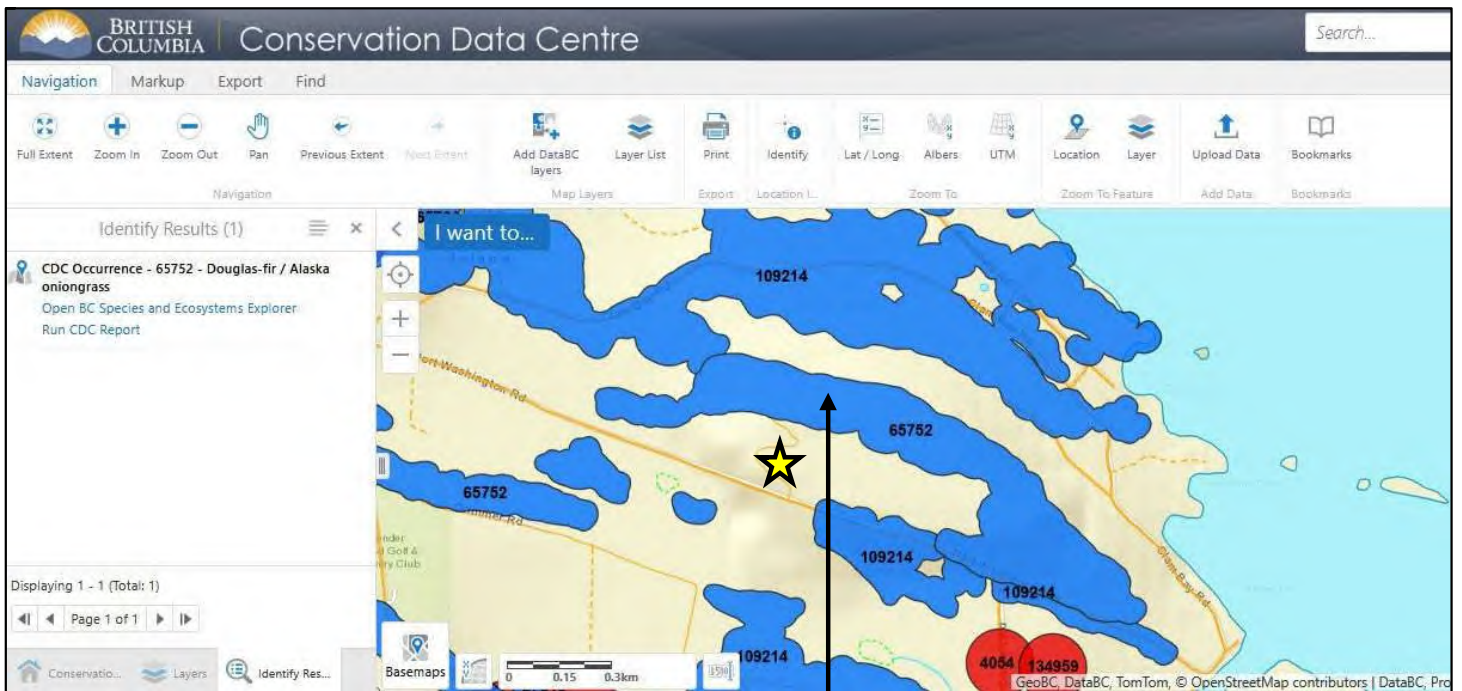 BRITISH
COLUMBIA
Conservation Data Centre
Search...
Navigation Markup Export Find
Full Extent Zoom In Zoom Out Pan Previous Extent Next Extent Add DataBC Layer List Print Identify Lat / Long Albers UTM Location Layer Upload Data Bookmarks
layers
Navigation Map Layers Export Location I... Zoom To Zoom To Feature Add Data Bookmarks
Identify Results (1)
CDC Occurrence - 65752 - Douglas-fir / Alaska
oniongrass
Open BC Species and Ecosystems Explorer
Run CDC Report
Displaying 1 - 1 (Total: 1)
Page 1 of 1
Conservatio... Layers Identify Res...
I want to...
109214
Port Washington Rd
65752
65752
Golf &
Club
109214
109214
Clam Bay Rd
109214
4054
134959
Basemaps
0 0.15 0.3km
GeoBC, DataBC, TomTom, © OpenStreetMap contributors | DataBC, Pro